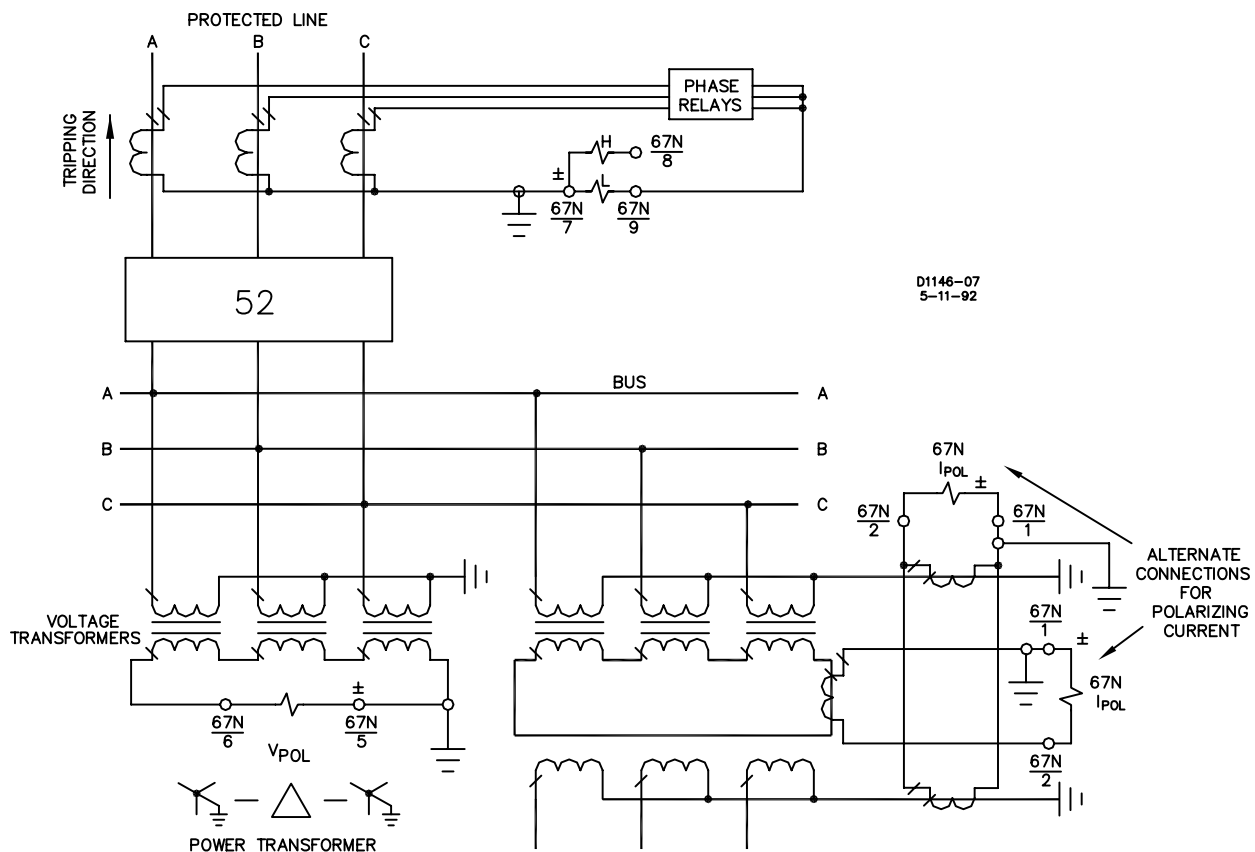 PROTECTED LINE
A B C
PHASE
RELAYS
TRIPPING
DIRECTION
H
67N
8
±
L
67N
7
67N
9
52
D1146-07
5-11-92
A BUS A
B B
C C
67N
IPOL
±
67N
2
67N
1
ALTERNATE
CONNECTIONS
FOR
POLARIZING
CURRENT
VOLTAGE
TRANSFORMERS
67N
1
±
67N
IPOL
67N
2
±
67N
6
67N
5
VPOL
POWER TRANSFORMER